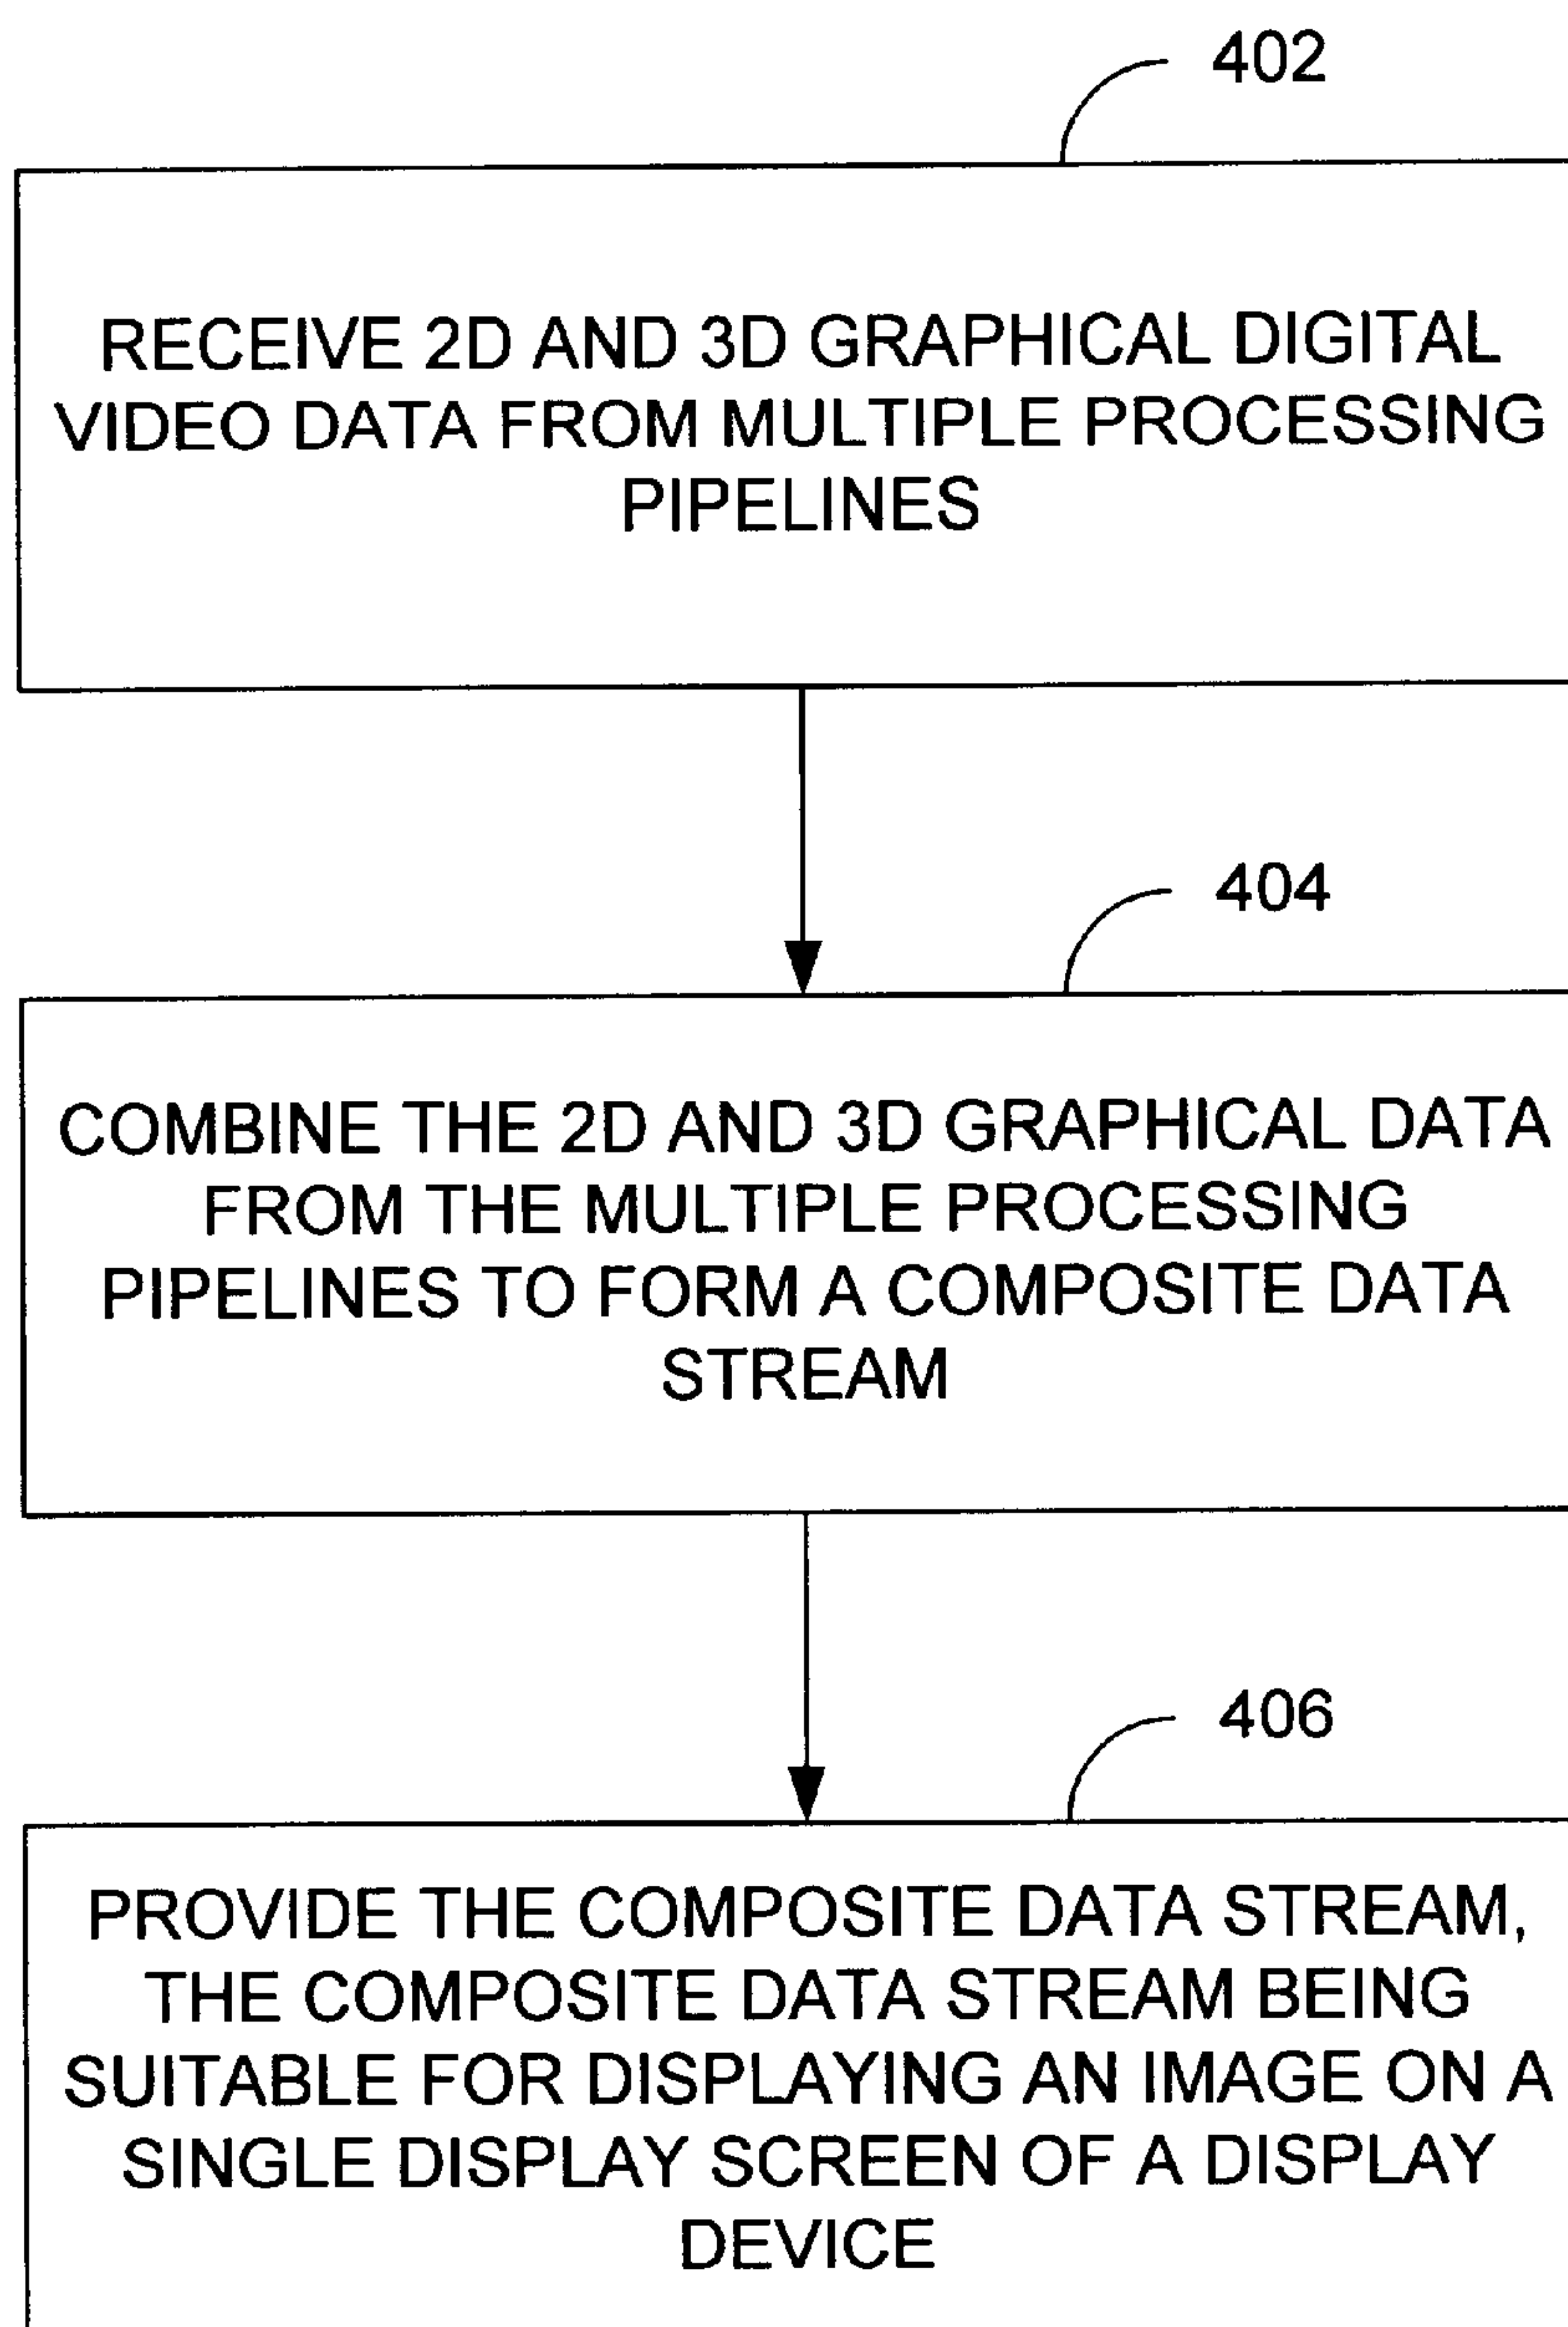 402
RECEIVE 2D AND 3D GRAPHICAL DIGITAL
VIDEO DATA FROM MULTIPLE PROCESSING
PIPELINES
404
COMBINE THE 2D AND 3D GRAPHICAL DATA
FROM THE MULTIPLE PROCESSING
PIPELINES TO FORM A COMPOSITE DATA
STREAM
406
PROVIDE THE COMPOSITE DATA STREAM,
THE COMPOSITE DATA STREAM BEING
SUITABLE FOR DISPLAYING AN IMAGE ON A
SINGLE DISPLAY SCREEN OF A DISPLAY
DEVICE